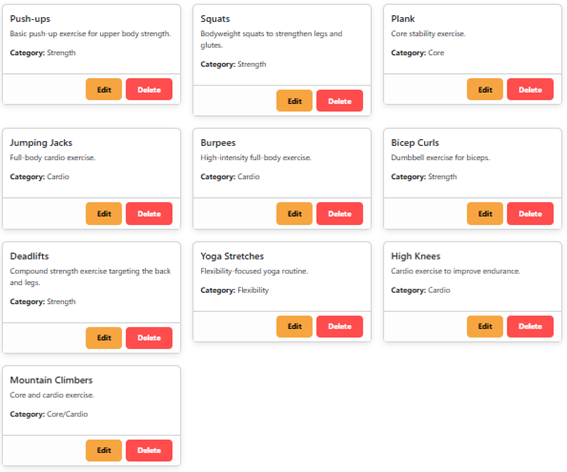 Push-ups
Basic push-up exercise for upper body strength.
Category: Strength
Edit Delete
Squats
Bodyweight squats to strengthen legs and
glutes.
Category: Strength
Edit Delete
Plank
Core stability exercise.
Category: Core
Edit Delete
Jumping Jacks
Full-body cardio exercise.
Category: Cardio
Edit Delete
Burpees
High-intensity full-body exercise.
Category: Cardio
Edit Delete
Bicep Curls
Dumbbell exercise for biceps.
Category: Strength
Edit Delete
Deadlifts
Compound strength exercise targeting the back
and legs.
Category: Strength
Edit Delete
Yoga Stretches
Flexibility-focused yoga routine.
Category: Flexibility
Edit Delete
High Knees
Cardio exercise to improve endurance.
Category: Cardio
Edit Delete
Mountain Climbers
Core and cardio exercise.
Category: Core/Cardio
Edit Delete